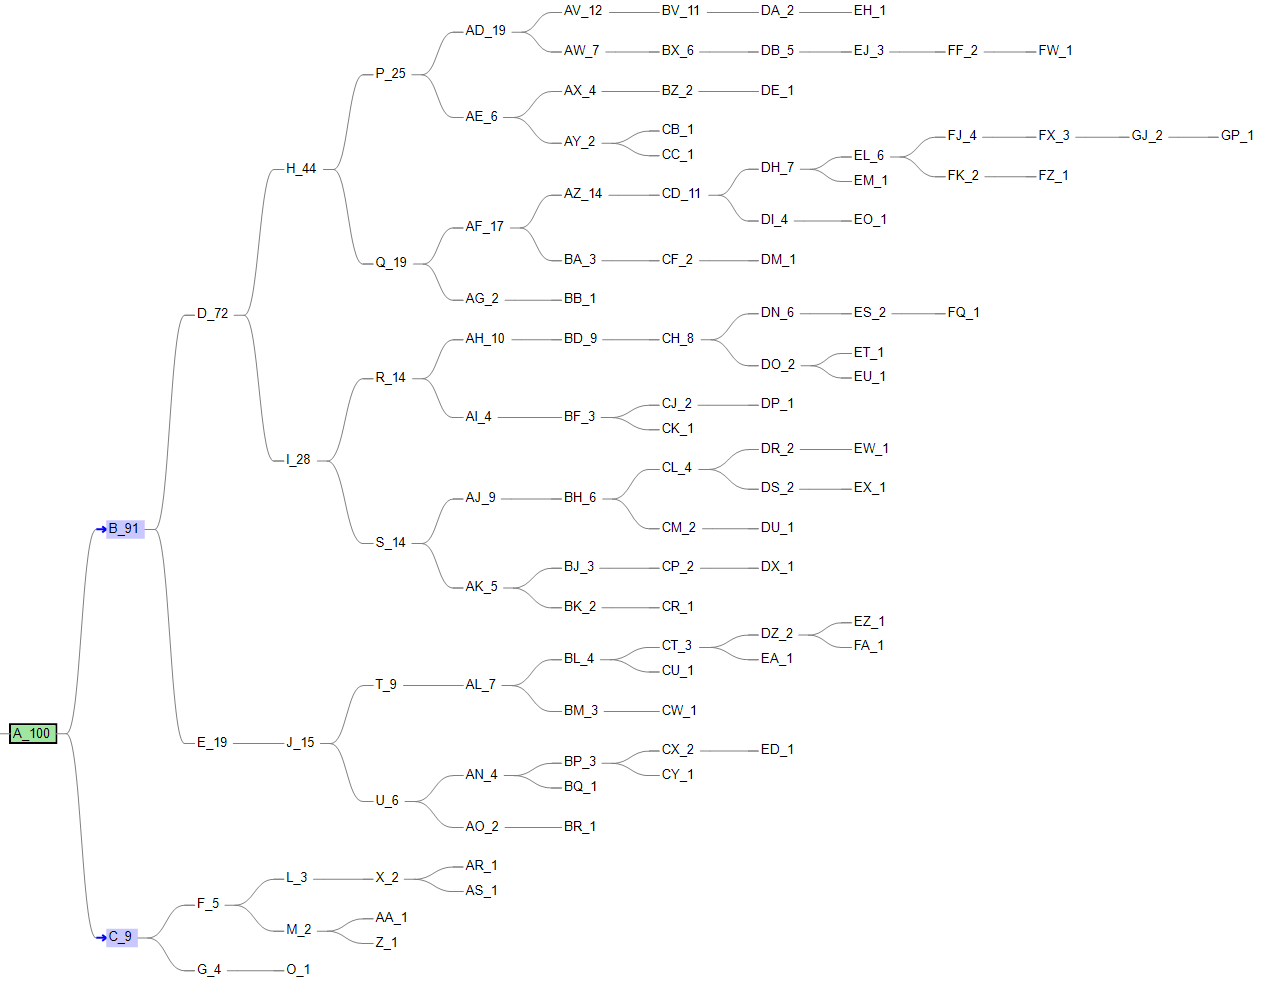 AV_12 BV_11 DA_2 EH_1
AD_19
AW_7 BX_6 DB_5 EJ_3 FF_2 FW_1
P_25
AX_4 BZ_2 DE_1
AE_6
CB_1
AY_2
CC_1
FJ_4 FX_3 GJ_2 GP_1
EL_6
H_44 DH_7
FK_2 FZ_1
EM_1
AZ_14 CD_11
DI_4 EO_1
AF_17
BA_3 CF_2 DM_1
Q_19
AG_2 BB_1
D_72 DN_6 ES_2 FQ_1
AH_10 BD_9 CH_8
ET_1
DO_2
R_14 EU_1
CJ_2 DP_1
AI_4 BF_3
CK_1
DR_2 EW_1
I_28 CL_4
DS_2 EX_1
AJ_9 BH_6
B_91 CM_2 DU_1
S_14
BJ_3 CP_2 DX_1
AK_5
BK_2 CR_1
EZ_1
DZ_2
CT_3 FA_1
BL_4 EA_1
CU_1
T_9 AL_7
BM_3 CW_1
A_100
E_19 J_15
CX_2 ED_1
BP_3
AN_4 CY_1
BQ_1
U_6
AO_2 BR_1
AR_1
L_3 X_2
AS_1
F_5
AA_1
M_2
C_9 Z_1
G_4 O_1